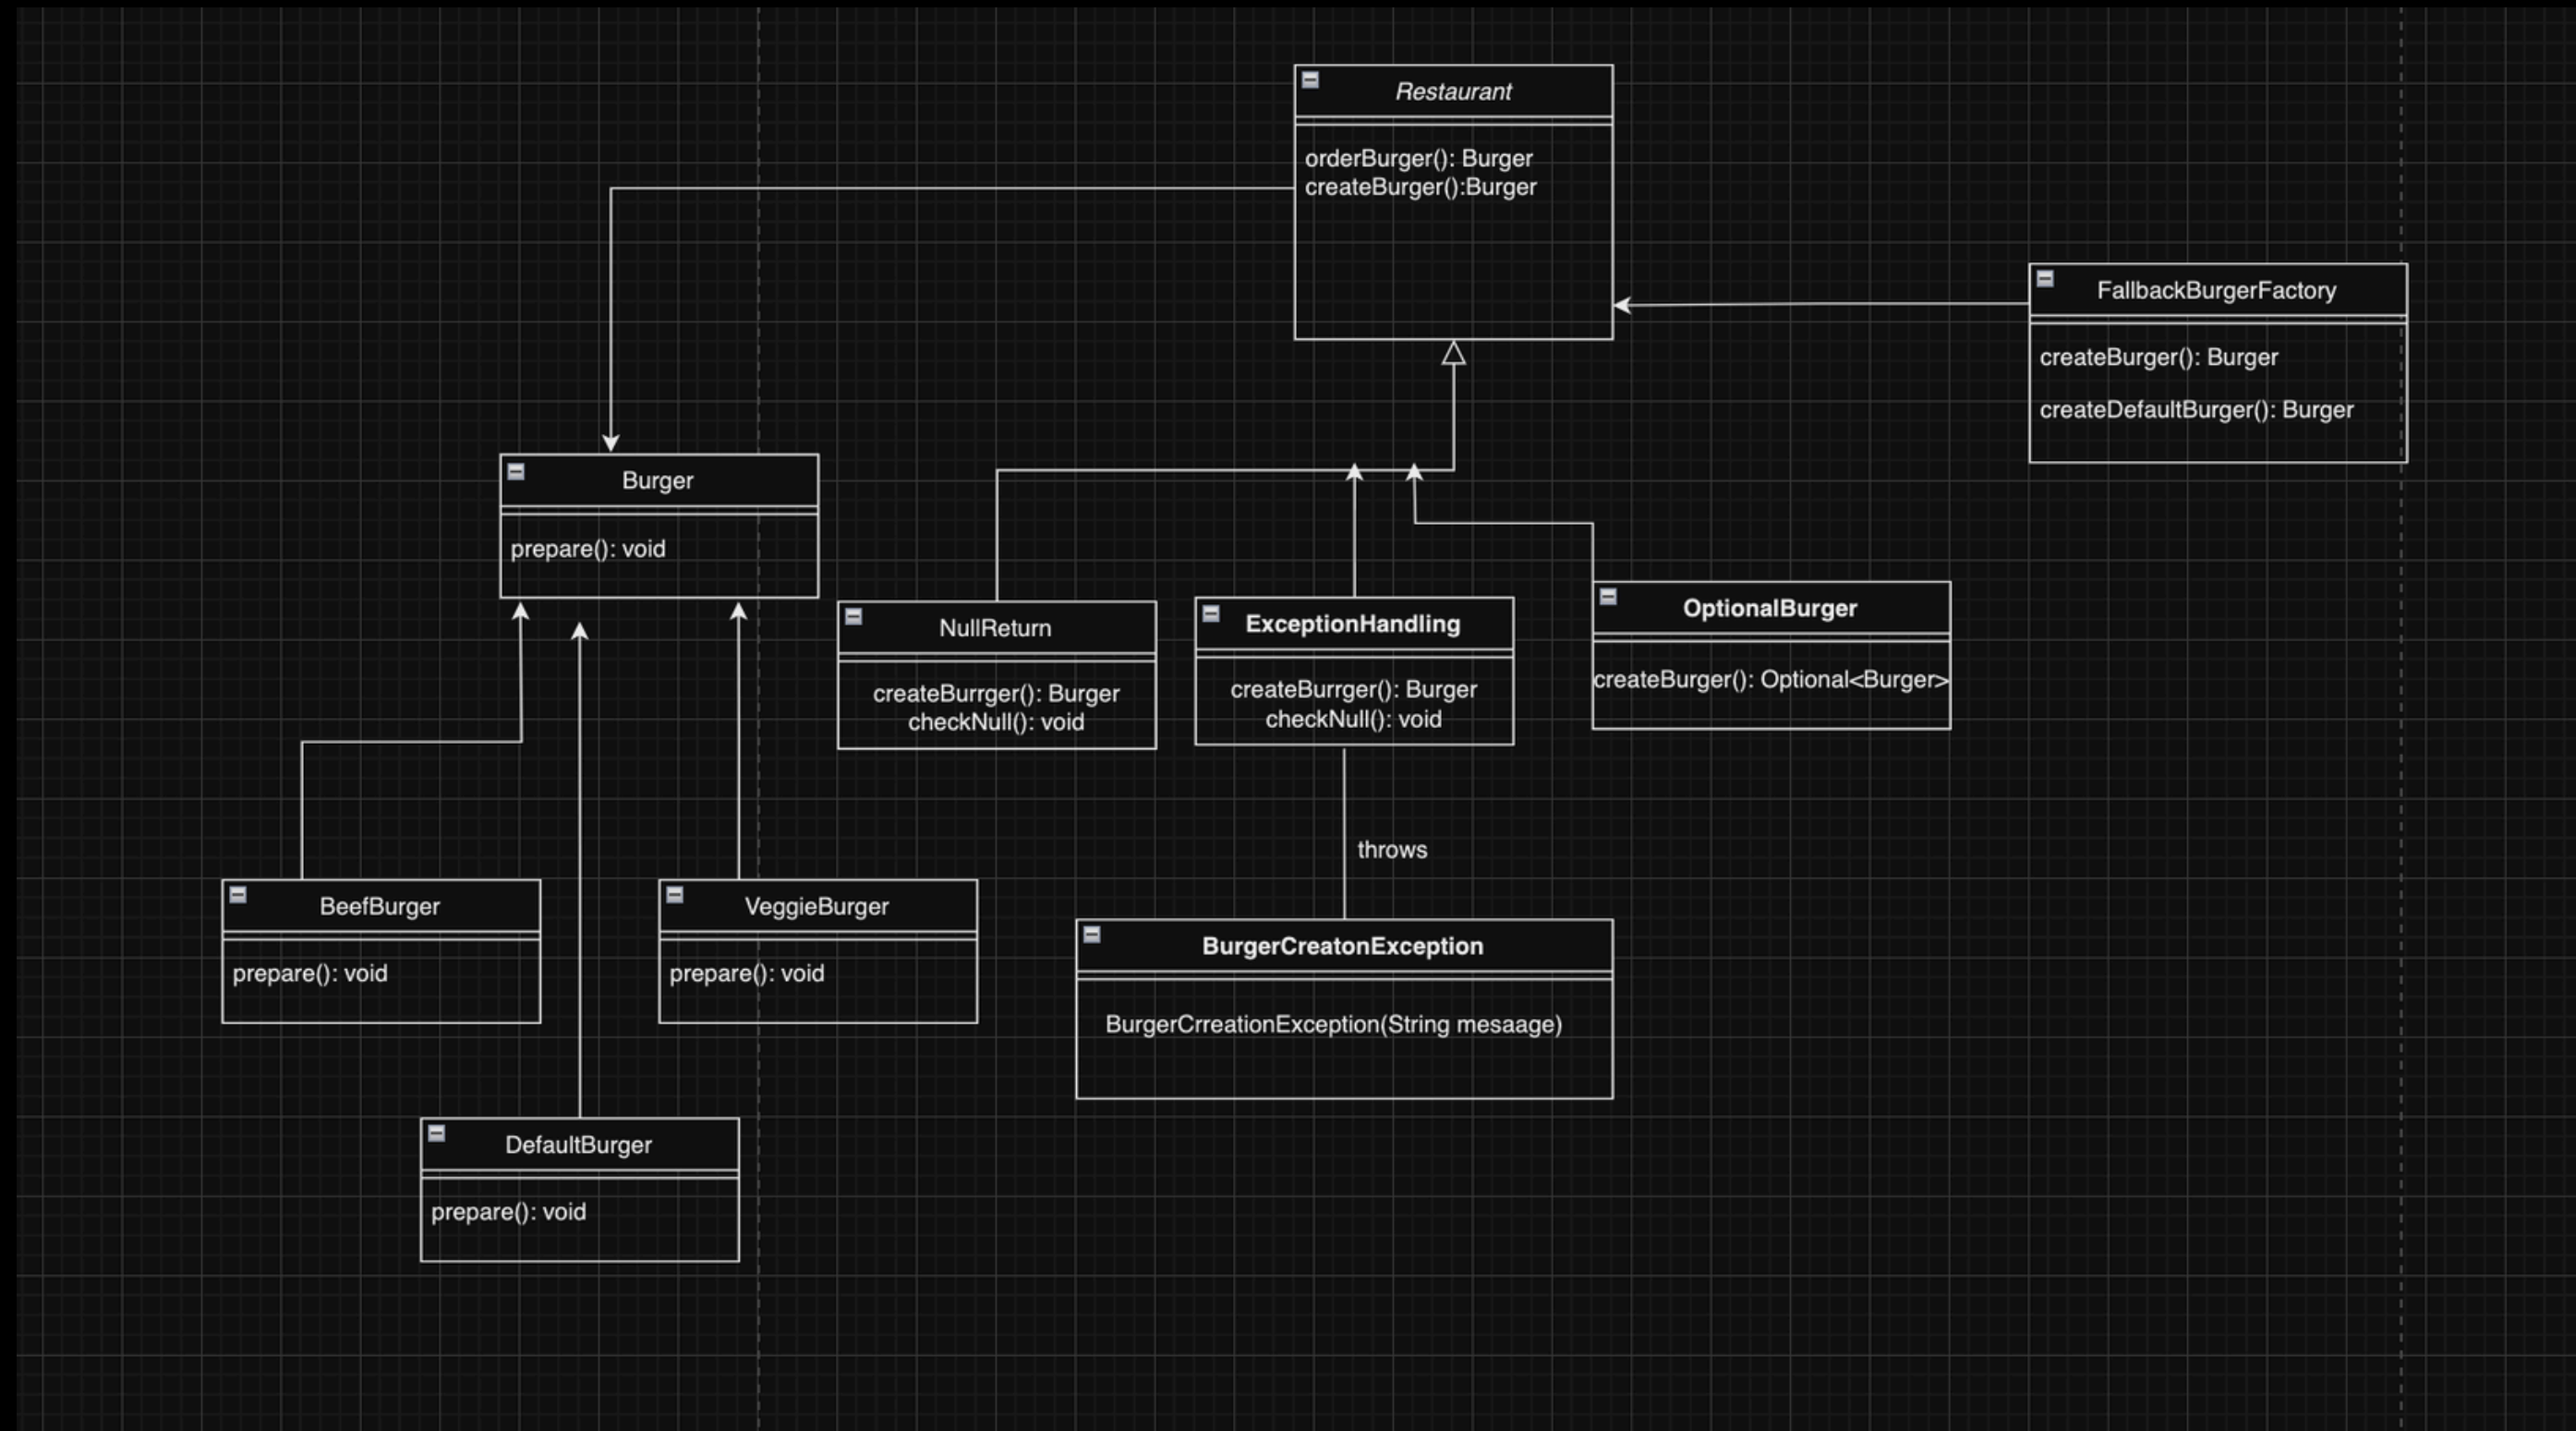 Restaurant
orderBurger(): Burger
createBurger():Burger
FallbackBurgerFactory
createBurger(): Burger
createDefaultBurger(): Burger
Burger
prepare(): void
NullReturn
createBurrger(): Burger
checkNull(): void
ExceptionHandling
createBurrger(): Burger
checkNull(): void
OptionalBurger
createBurger(): Optional<Burger>
throws
BeefBurger
prepare(): void
VeggieBurger
prepare(): void
BurgerCreatonException
BurgerCrreationException(String mesaage)
DefaultBurger
prepare(): void